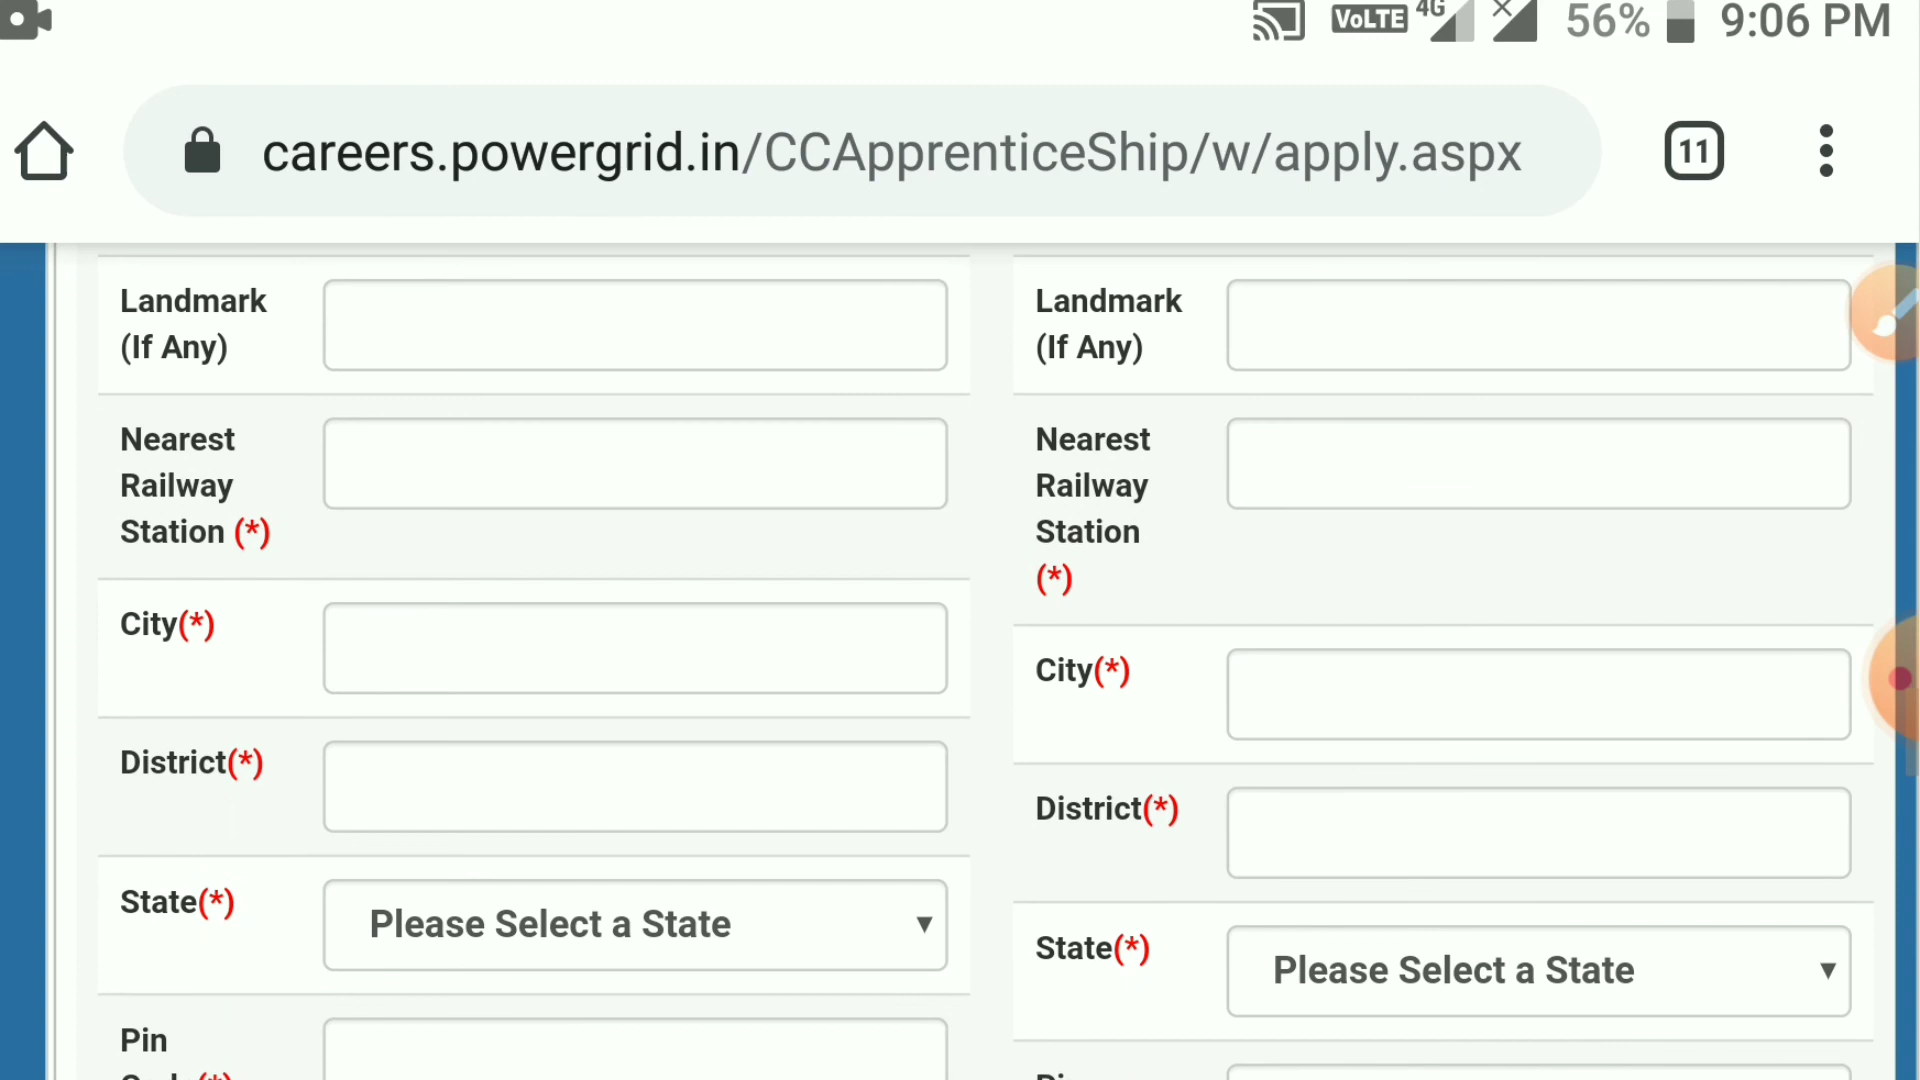 VoLTE 4G 56% 9:06 PM
careers.powergrid.in/CCApprenticeShip/w/apply.aspx 11
Landmark
(If Any)
Nearest
Railway
Station (*)
City(*)
District(*)
State(*) Please Select a State
Pin
Landmark
(If Any)
Nearest
Railway
Station
(*)
City(*)
District(*)
State(*) Please Select a State